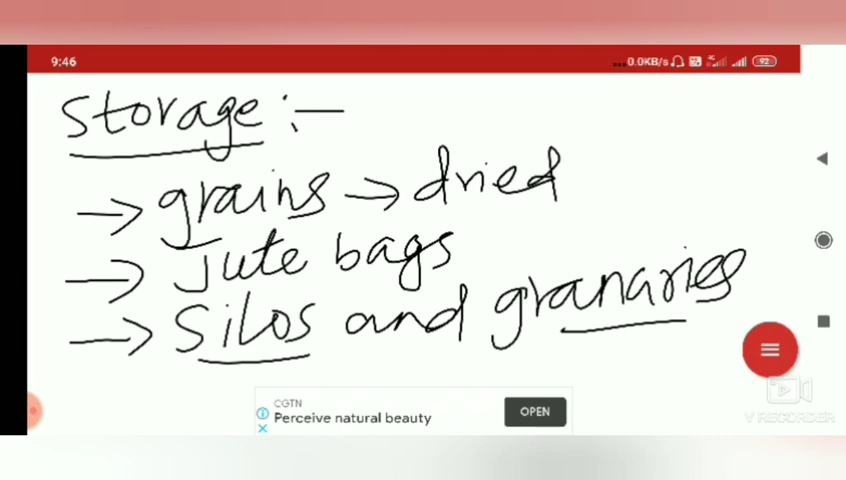 9:46 ...0.0KB/s 92
Storage :-
→ grains → dried
→ Jute bags
→ Silos and granaries
CGTN
Perceive natural beauty
OPEN
V RECORDER